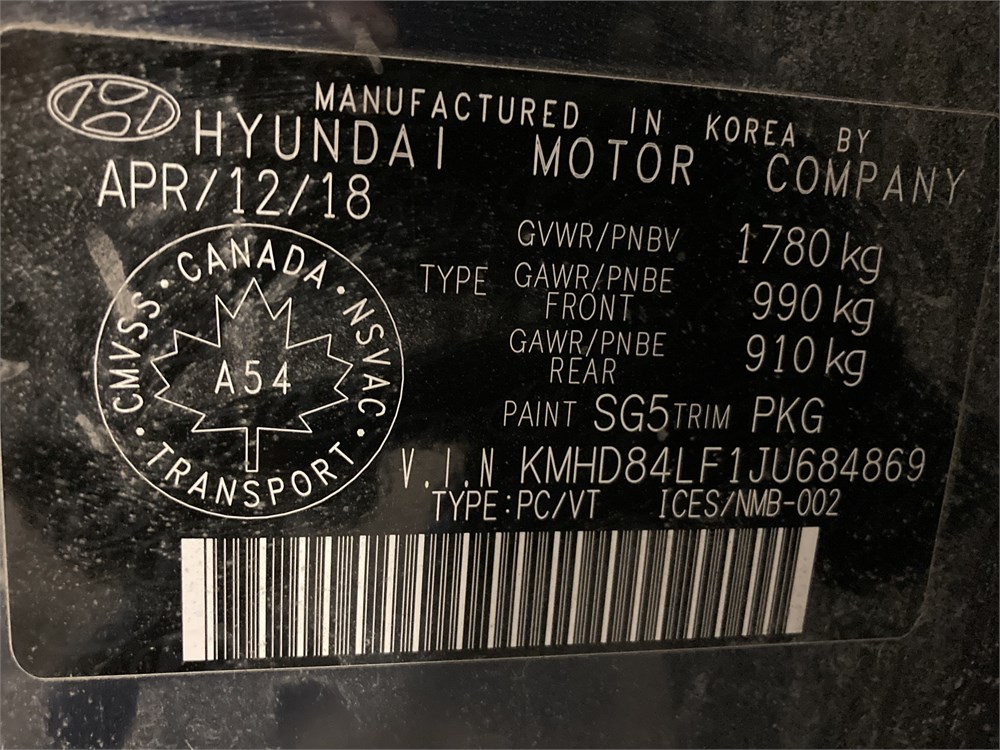 MANUFACTURED IN KOREA BY
HYUNDAI MOTOR COMPANY
APR/12/18
CMVSS · CANADA · NSVAC · TRANSPORT ·
A54
GVWR/PNBV 1780 kg
TYPE GAWR/PNBE FRONT 990 kg
GAWR/PNBE REAR 910 kg
PAINT SG5 TRIM PKG
V.I.N KMHD84LF1JU684869
TYPE:PC/VT ICES/NMB-002